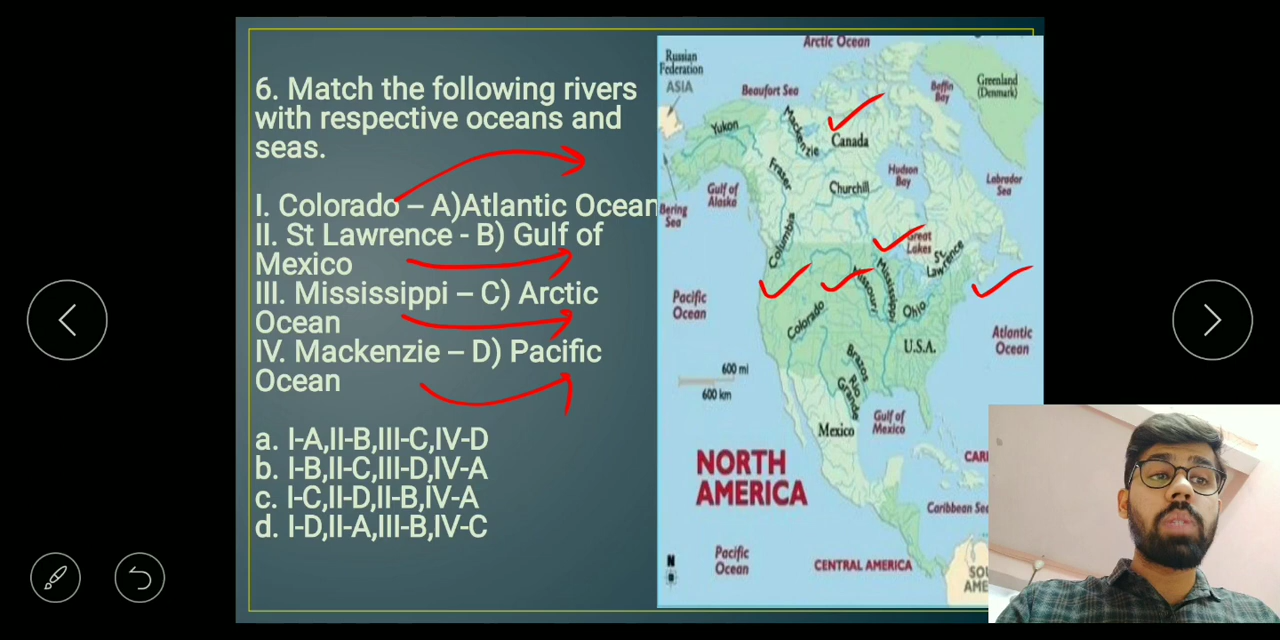 6. Match the following rivers
with respective oceans and
seas.
I. Colorado – A)Atlantic Ocean
II. St Lawrence - B) Gulf of
Mexico
III. Mississippi – C) Arctic
Ocean
IV. Mackenzie – D) Pacific
Ocean
a. I-A,II-B,III-C,IV-D
b. I-B,II-C,III-D,IV-A
c. I-C,II-D,II-B,IV-A
d. I-D,II-A,III-B,IV-C
Arctic Ocean
Russian
Federation
ASIA
Beaufort Sea
Baffin
Bay
Greenland
(Denmark)
Yukon
Mackenzie
Canada
Fraser
Hudson
Bay
Labrador
Sea
Gulf of
Alaska
Churchill
Bering
Sea
Columbia
Great
Lakes
St
Lawrence
Missouri
Mississippi
Pacific
Ocean
Colorado
Ohio
Atlantic
Ocean
U.S.A.
Brazos
600 mi
600 km
Rio
Grande
Gulf of
Mexico
Mexico
NORTH
AMERICA
CARI
Caribbean Sea
N
Pacific
Ocean
CENTRAL AMERICA
SOU
AME